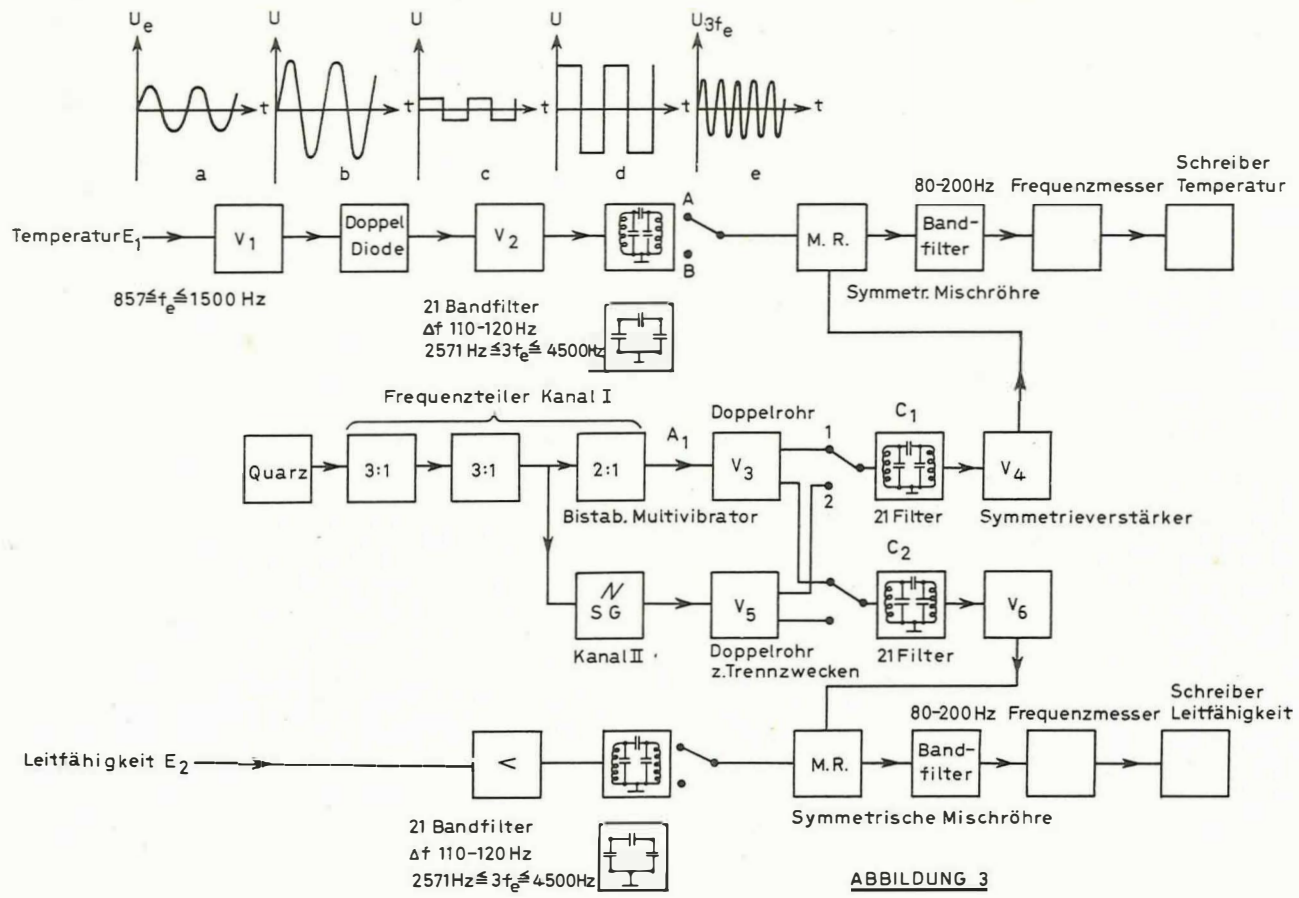 Ue
U
U
U
U3fe
t
t
t
t
t
a
b
c
d
e
Temperatur E1
V1
Doppel
Diode
V2
A
B
M. R.
80-200Hz
Band-
filter
Frequenzmesser
Schreiber
Temperatur
857≦fe≦1500 Hz
21 Bandfilter
Δf 110-120Hz
2571 Hz≦3fe≦ 4500Hz
Symmetr. Mischröhre
Frequenzteiler Kanal I
Quarz
3:1
3:1
2:1
A1
Doppelrohr
V3
1
2
C1
V4
Bistab. Multivibrator
21 Filter
Symmetrieverstärker
SG
V5
C2
V6
Kanal II
Doppelrohr
z.Trennzwecken
21 Filter
Leitfähigkeit E2
<
M.R.
80-200Hz
Band-
filter
Frequenzmesser
Schreiber
Leitfähigkeit
Symmetrische Mischröhre
21 Bandfilter
Δf 110-120 Hz
2571Hz≦3fe≦4500Hz
ABBILDUNG 3